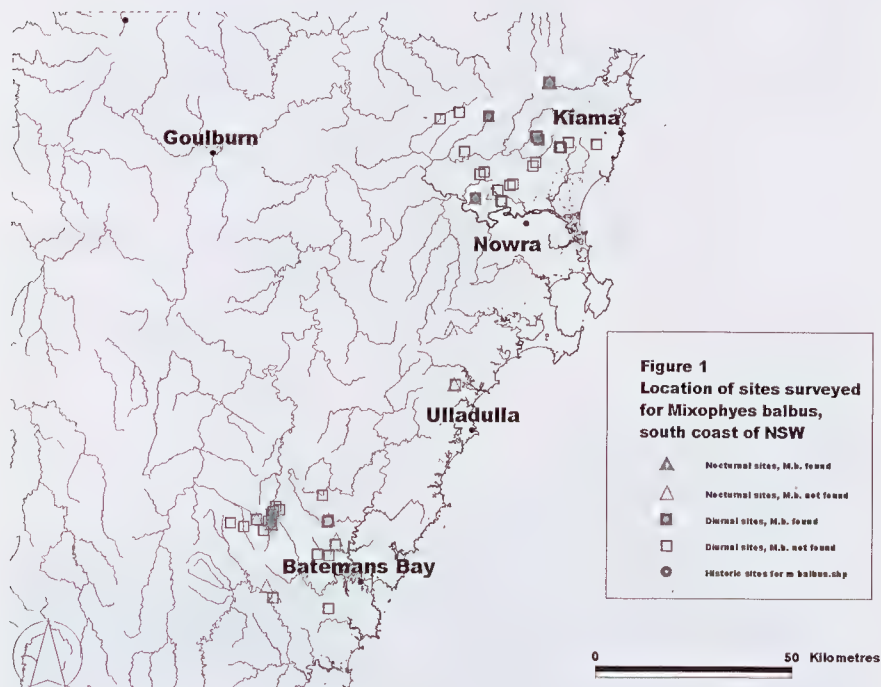 Goulburn
Kiama
Nowra
Ulladulla
Batemans Bay
Figure 1
Location of sites surveyed
for Mixophyes balbus,
south coast of NSW
Nocturnal sites, M.b. found
Nocturnal sites, M.b. not found
Diurnal sites, M.b. found
Diurnal sites, M.b. not found
Historic sites for m balbus.shp
0 50 Kilometres